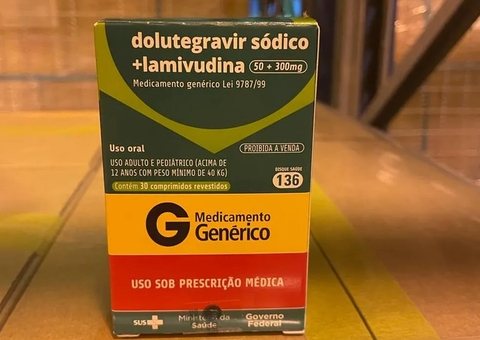 dolutegravir sódico
+lamivudina 50 + 300mg
Medicamento genérico Lei 9787/99
Uso oral
PROIBIDA A VENDA
USO ADULTO E PEDIÁTRICO (ACIMA DE
12 ANOS COM PESO MÍNIMO DE 40 KG)
Contém 30 comprimidos revestidos
DISQUE SAÚDE
136
G Medicamento
Genérico
USO SOB PRESCRIÇÃO MÉDICA
SUS
Ministério da
Saúde
Governo
Federal